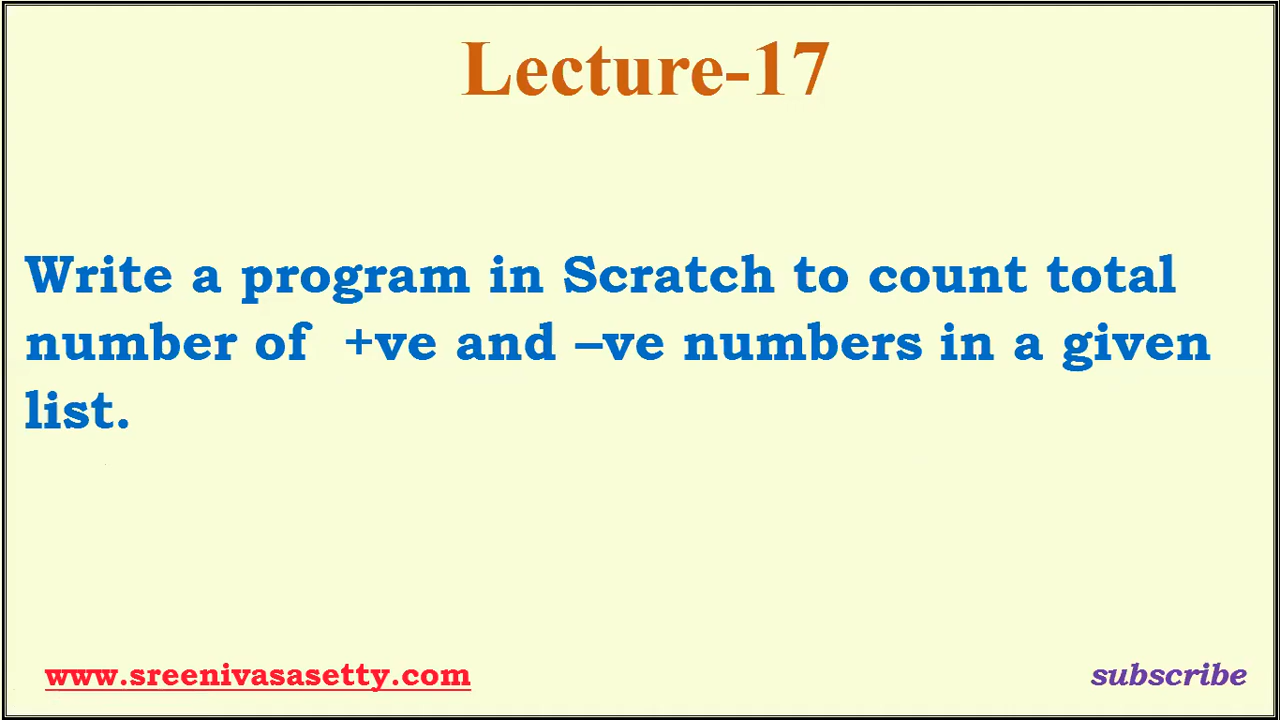 Lecture-17
Write a program in Scratch to count total
number of +ve and –ve numbers in a given
list.
www.sreenivasasetty.com
subscribe